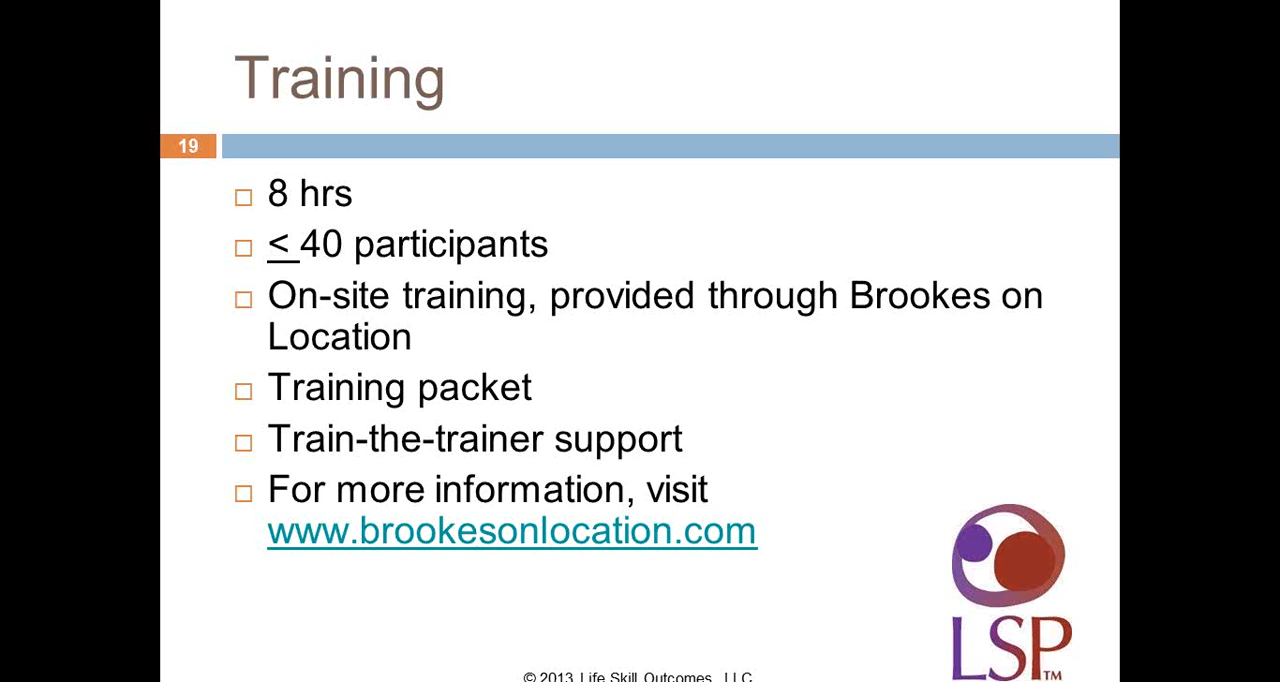 Training
19
8 hrs
< 40 participants
On-site training, provided through Brookes on
Location
Training packet
Train-the-trainer support
For more information, visit
www.brookesonlocation.com
LSP™
© 2013 Life Skill Outcomes, LLC